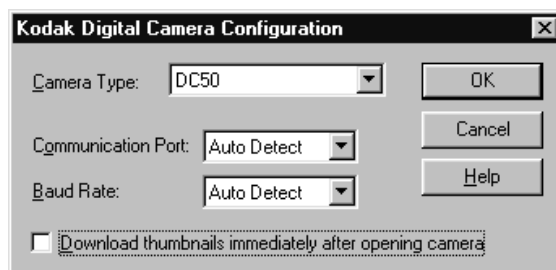 Kodak Digital Camera Configuration
Camera Type: DC50
OK
Communication Port: Auto Detect
Cancel
Baud Rate: Auto Detect
Help
Download thumbnails immediately after opening camera